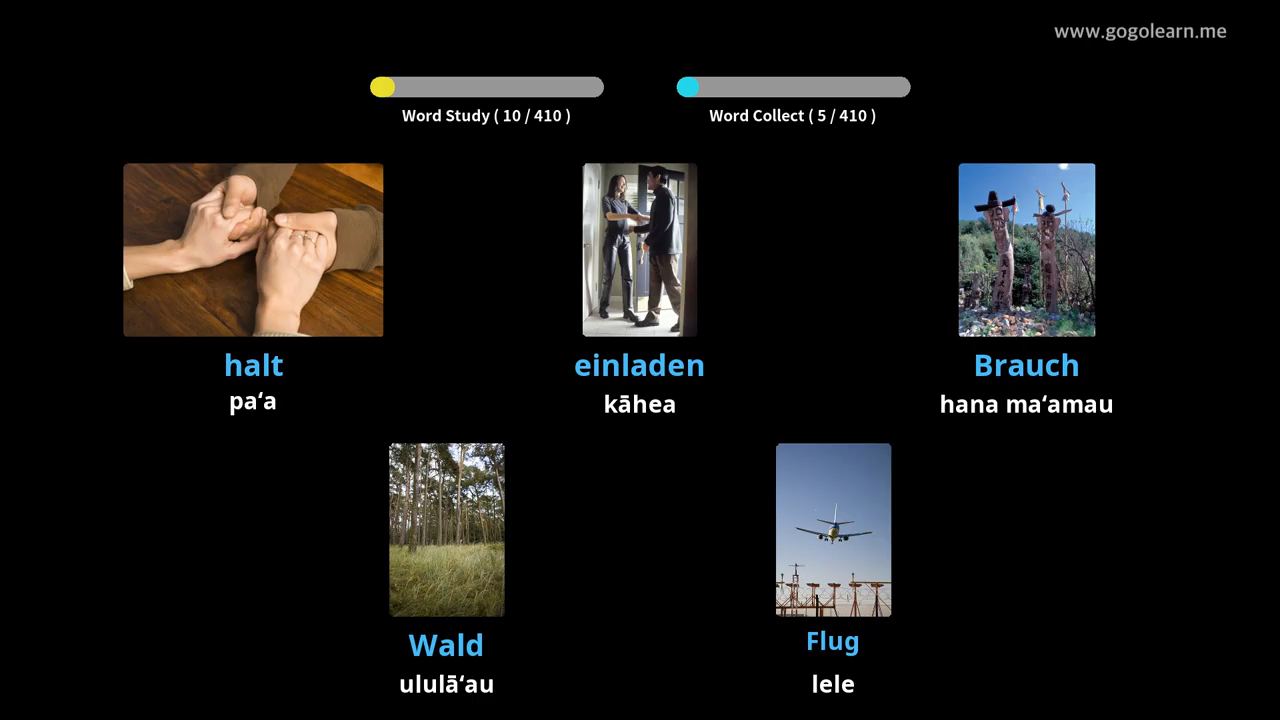 www.gogolearn.me
Word Study ( 10 / 410 )
Word Collect ( 5 / 410 )
halt
paʻa
einladen
kāhea
Brauch
hana maʻamau
Wald
ululāʻau
Flug
lele